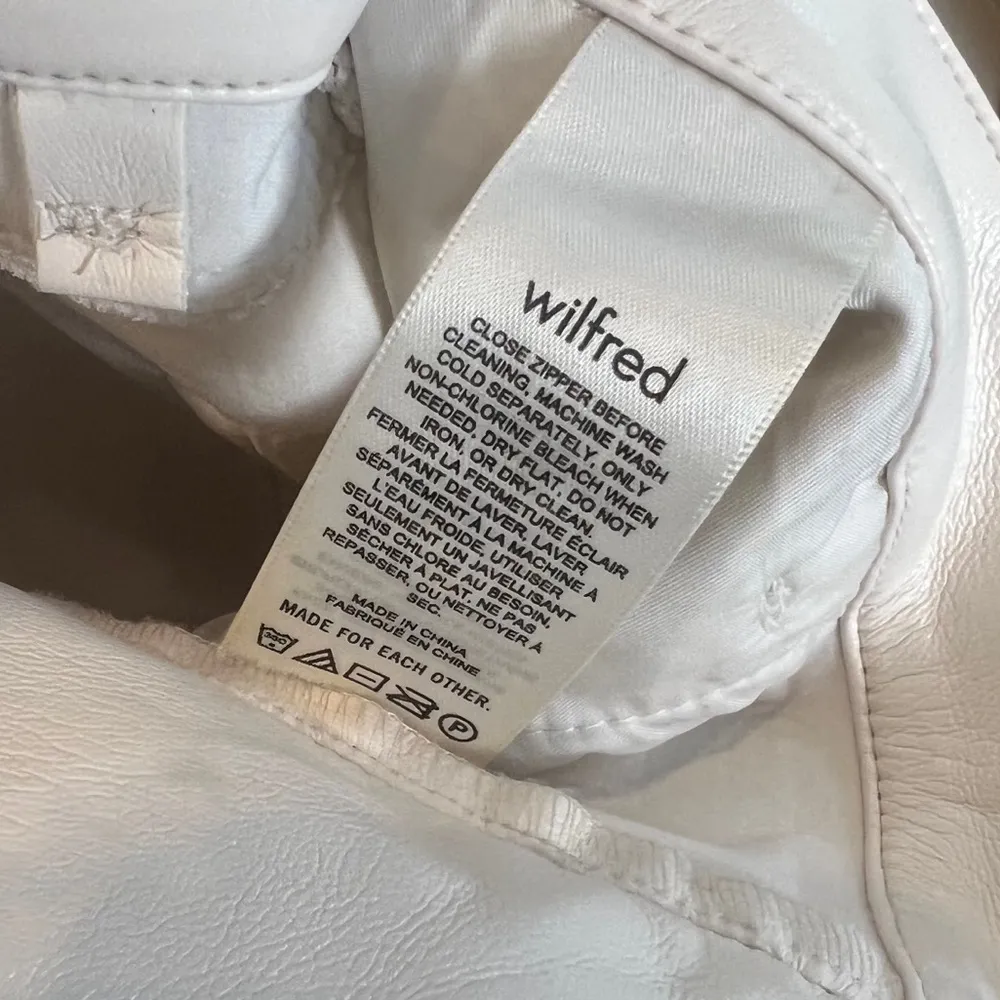 wilfred
CLOSE ZIPPER BEFORE
CLEANING, MACHINE WASH
COLD SEPARATELY, ONLY
NON-CHLORINE BLEACH WHEN
NEEDED, DRY FLAT, DO NOT
IRON, OR DRY CLEAN
FERMER LA FERMETURE ÉCLAIR
AVANT DE LAVER, LAVER
SÉPARÉMENT À LA MACHINE À
L'EAU FROIDE, UTILISER
SEULEMENT UN JAVELLISANT
SANS CHLORE AU BESOIN,
SÉCHER À PLAT, NE PAS
REPASSER, OU NETTOYER À
SEC.
MADE IN CHINA
FABRIQUÉ EN CHINE
MADE FOR EACH OTHER.
30C
P